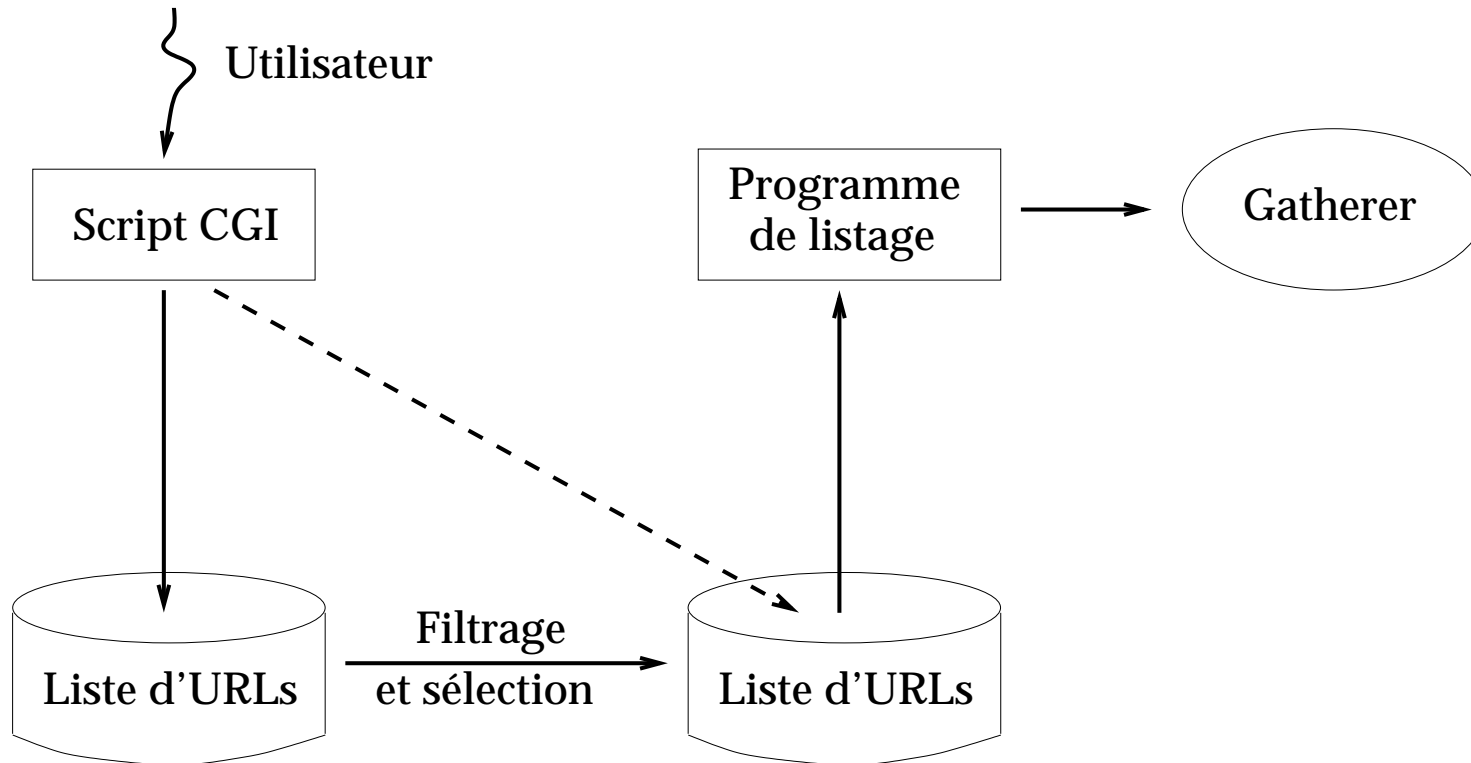 Utilisateur
Script CGI
Programme
de listage
Gatherer
Filtrage
et sélection
Liste d'URLs
Liste d'URLs